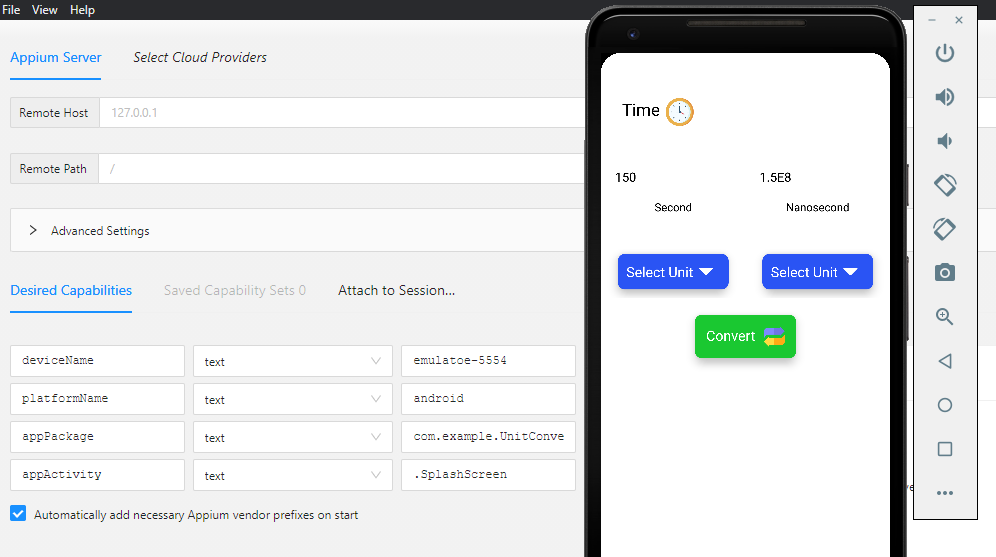 File View Help
Appium Server Select Cloud Providers
Remote Host 127.0.0.1
Remote Path /
Advanced Settings
Desired Capabilities Saved Capability Sets 0 Attach to Session...
deviceName text emulatoe-5554
platformName text android
appPackage text com.example.UnitConve
appActivity text .SplashScreen
Automatically add necessary Appium vendor prefixes on start
Time
150 1.5E8
Second Nanosecond
Select Unit Select Unit
Convert